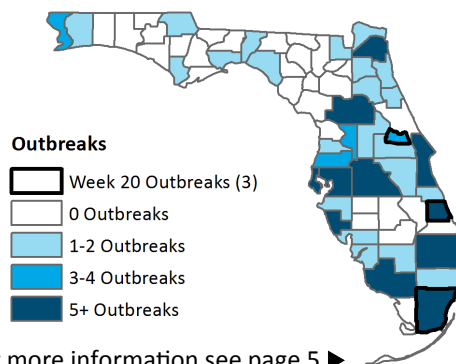 Outbreaks
Week 20 Outbreaks (3)
0 Outbreaks
1-2 Outbreaks
3-4 Outbreaks
5+ Outbreaks
more information see page 5 ▶